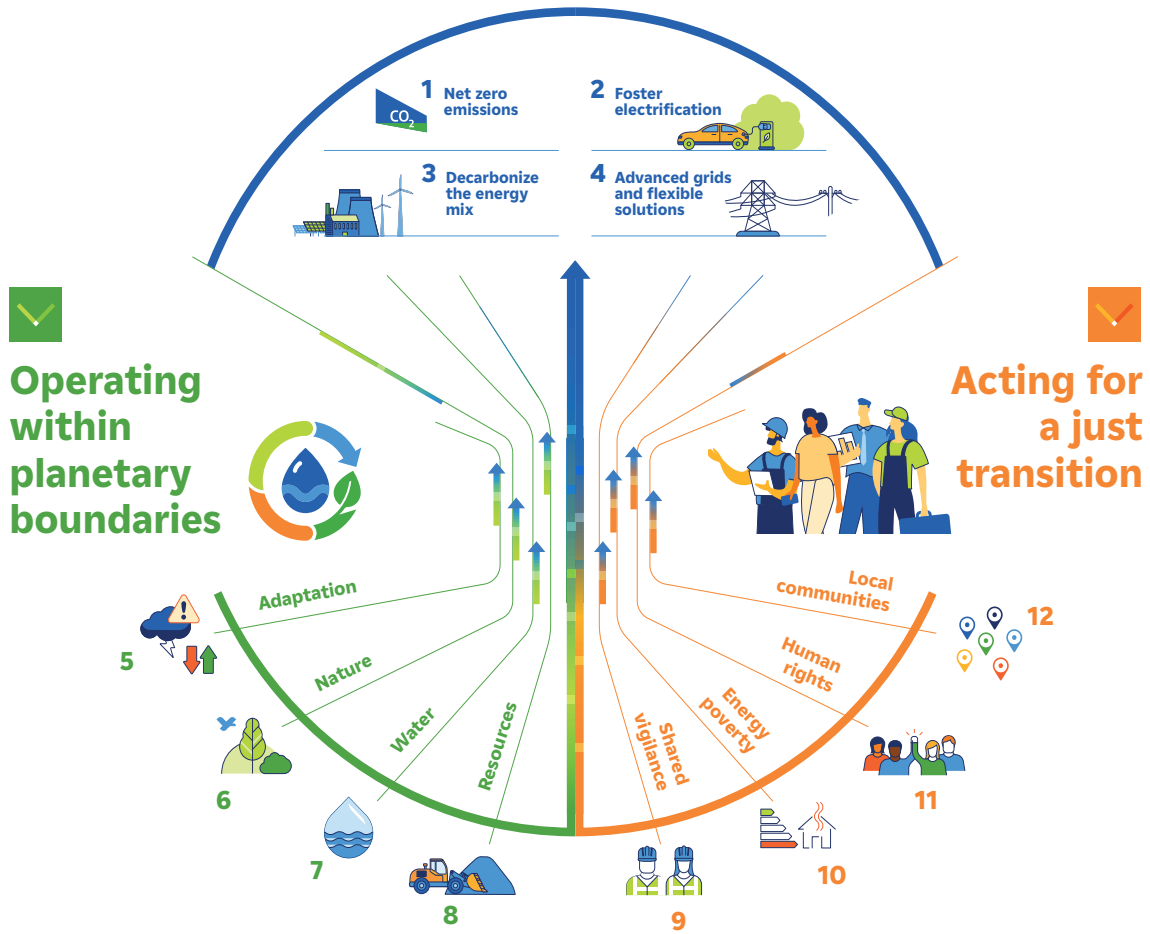 1 Net zero
emissions
CO2
2 Foster
electrification
3 Decarbonize
the energy
mix
4 Advanced grids
and flexible
solutions
Operating
within
planetary
boundaries
Acting for
a just
transition
Adaptation
5
Nature
6
Water
7
Resources
8
Shared
vigilance
9
Energy
poverty
10
Human
rights
11
Local
communities
12